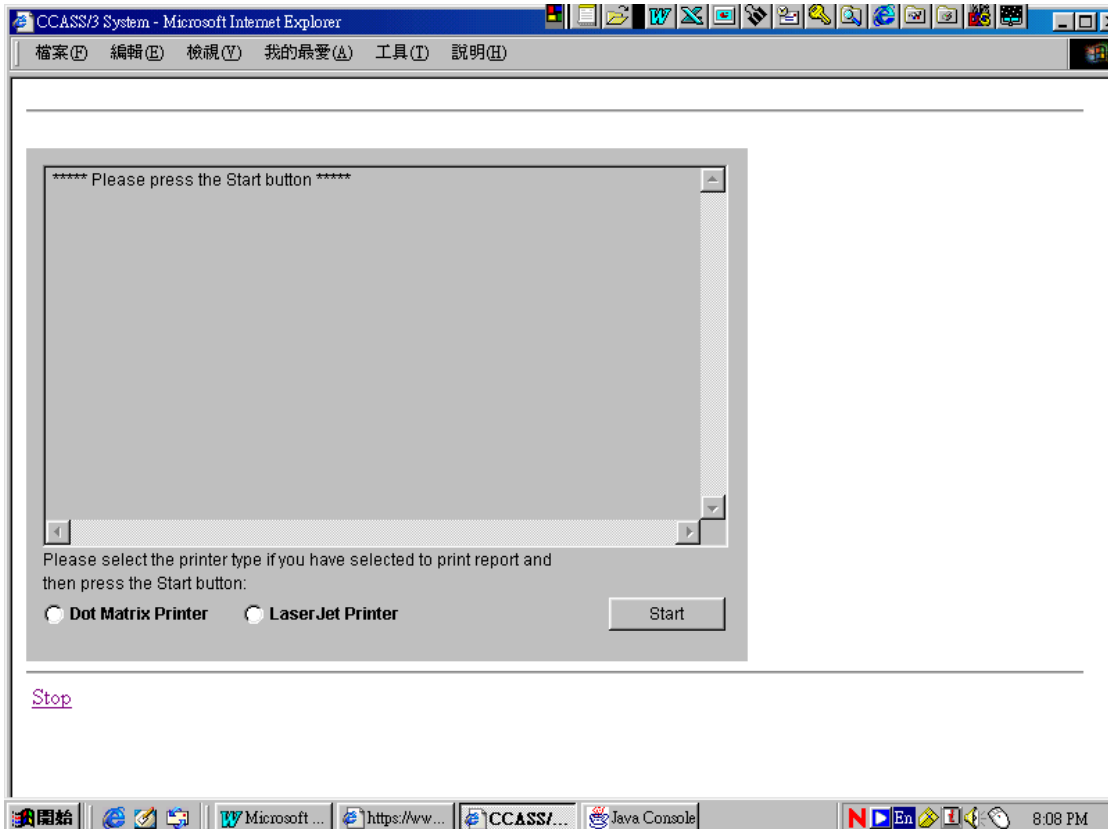 CCASS/3 System - Microsoft Internet Explorer
檔案(F) 編輯(E) 檢視(V) 我的最愛(A) 工具(T) 說明(H)
***** Please press the Start button *****
Please select the printer type if you have selected to print report and
then press the Start button:
Dot Matrix Printer LaserJet Printer Start
Stop
開始 Microsoft ... https://ww... CCASS/... Java Console N En 8:08 PM